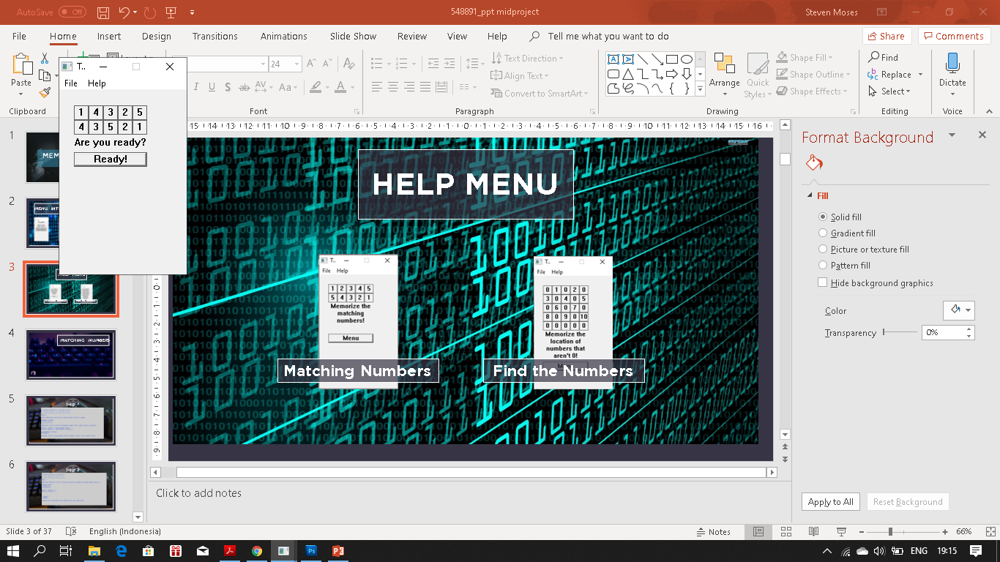 AutoSave Off
548891_ppt midproject
Steven Moses
File Home Insert Design Transitions Animations Slide Show Review View Help Tell me what you want to do
Share Comments
Paste
Clipboard
24
Font
Text Direction
Align Text
Convert to SmartArt
Paragraph
Arrange
Quick Styles
Shape Fill
Shape Outline
Shape Effects
Drawing
Find
Replace
Select
Editing
Dictate
Voice
T..
File Help
1 4 3 2 5
4 3 5 2 1
Are you ready?
Ready!
1
2
3
4
MATCHING NUMBERS
5
Step 1
6
HELP MENU
T..
File Help
1 2 3 4 5
5 4 3 2 1
Memorize the
matching
numbers!
Menu
Matching Numbers
T..
File Help
0 1 0 2 0
3 0 4 0 5
0 6 0 7 0
8 0 9 0 10
0 0 0 0 0
Memorize the
location of
numbers that
aren't 0!
Find the Numbers
Click to add notes
Format Background
Fill
Solid fill
Gradient fill
Picture or texture fill
Pattern fill
Hide background graphics
Color
Transparency 0%
Apply to All Reset Background
Slide 3 of 37 English (Indonesia)
Notes
66%
ENG 19:15